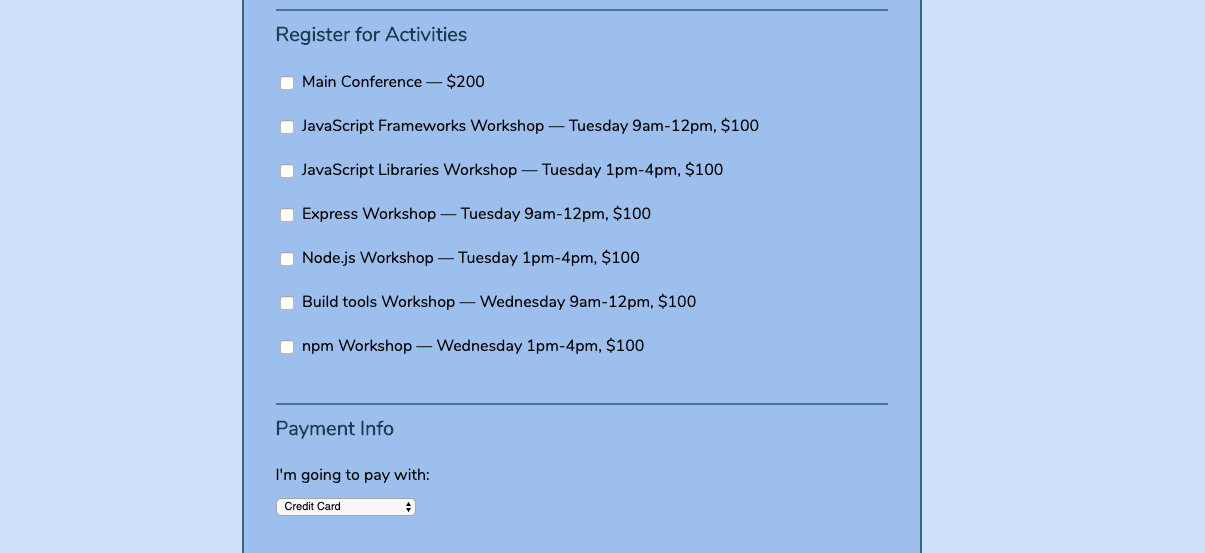 Register for Activities
Main Conference — $200
JavaScript Frameworks Workshop — Tuesday 9am-12pm, $100
JavaScript Libraries Workshop — Tuesday 1pm-4pm, $100
Express Workshop — Tuesday 9am-12pm, $100
Node.js Workshop — Tuesday 1pm-4pm, $100
Build tools Workshop — Wednesday 9am-12pm, $100
npm Workshop — Wednesday 1pm-4pm, $100
Payment Info
I'm going to pay with:
Credit Card